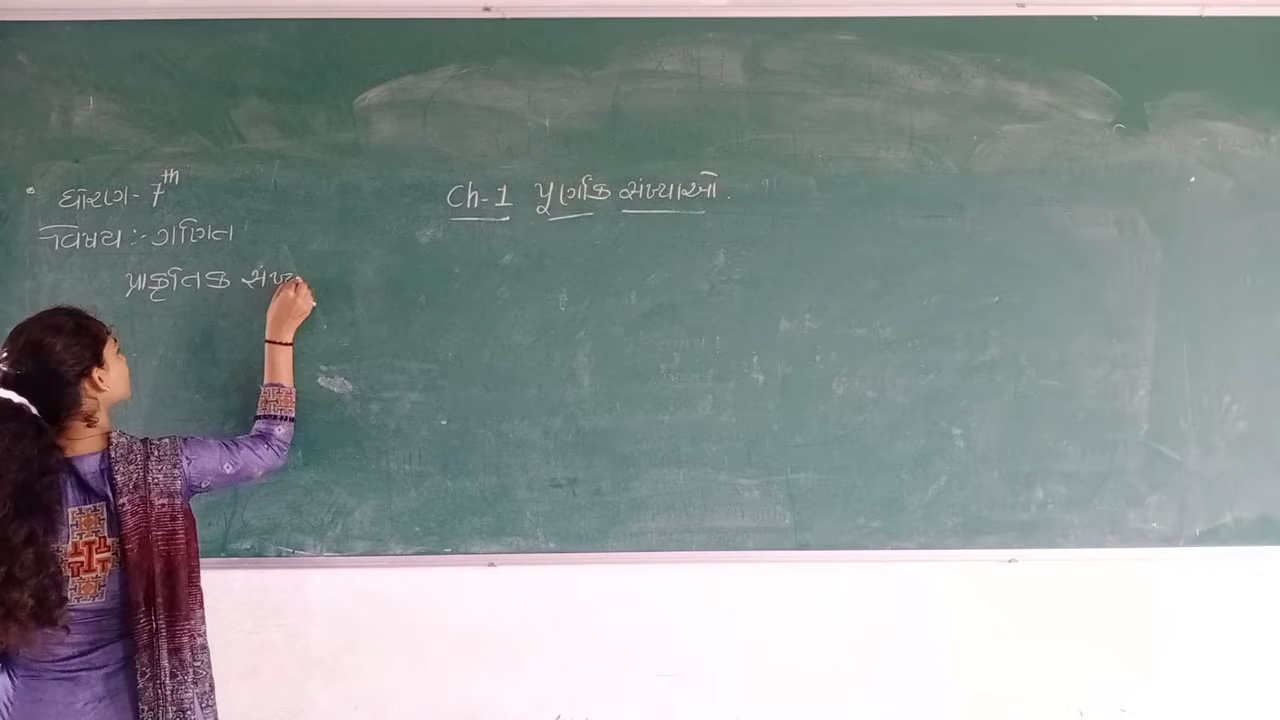 ધોરણ - 7th
વિષય :- ગણિત
પ્રાકૃતિક સંખ્
Ch-1 પૂર્ણાંક સંખ્યાઓ.